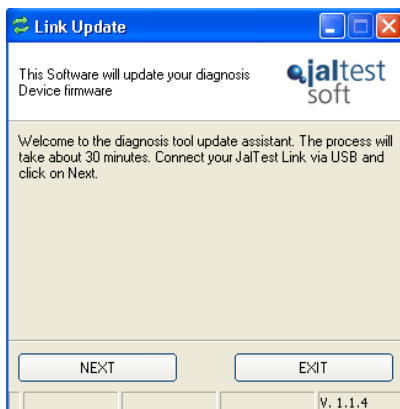 Link Update
This Software will update your diagnosis
Device firmware
jaltest
soft
Welcome to the diagnosis tool update assistant. The process will
take about 30 minutes. Connect your JalTest Link via USB and
click on Next.
NEXT
EXIT
V. 1.1.4